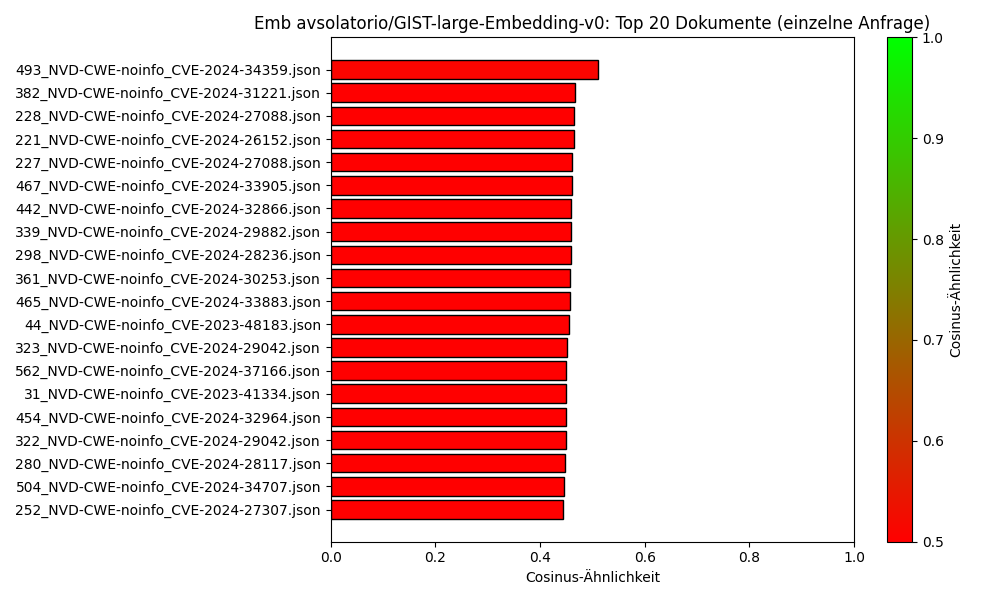 Emb avsolatorio/GIST-large-Embedding-v0: Top 20 Dokumente (einzelne Anfrage)
493_NVD-CWE-noinfo_CVE-2024-34359.json
382_NVD-CWE-noinfo_CVE-2024-31221.json
228_NVD-CWE-noinfo_CVE-2024-27088.json
221_NVD-CWE-noinfo_CVE-2024-26152.json
227_NVD-CWE-noinfo_CVE-2024-27088.json
467_NVD-CWE-noinfo_CVE-2024-33905.json
442_NVD-CWE-noinfo_CVE-2024-32866.json
339_NVD-CWE-noinfo_CVE-2024-29882.json
298_NVD-CWE-noinfo_CVE-2024-28236.json
361_NVD-CWE-noinfo_CVE-2024-30253.json
465_NVD-CWE-noinfo_CVE-2024-33883.json
44_NVD-CWE-noinfo_CVE-2023-48183.json
323_NVD-CWE-noinfo_CVE-2024-29042.json
562_NVD-CWE-noinfo_CVE-2024-37166.json
31_NVD-CWE-noinfo_CVE-2023-41334.json
454_NVD-CWE-noinfo_CVE-2024-32964.json
322_NVD-CWE-noinfo_CVE-2024-29042.json
280_NVD-CWE-noinfo_CVE-2024-28117.json
504_NVD-CWE-noinfo_CVE-2024-34707.json
252_NVD-CWE-noinfo_CVE-2024-27307.json
0.0 0.2 0.4 0.6 0.8 1.0
Cosinus-Ähnlichkeit
1.0
0.9
0.8
0.7
0.6
0.5
Cosinus-Ähnlichkeit